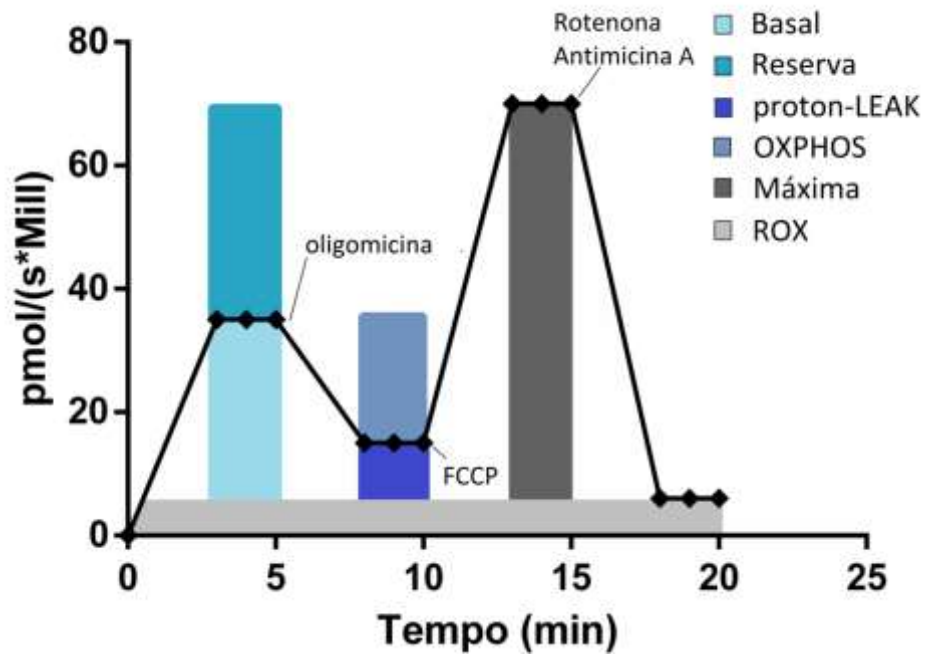 Rotenona
Antimicina A
Basal
Reserva
proton-LEAK
OXPHOS
Máxima
ROX
80
60
40
20
0
pmol/(s*Mill)
oligomicina
FCCP
0 5 10 15 20 25
Tempo (min)